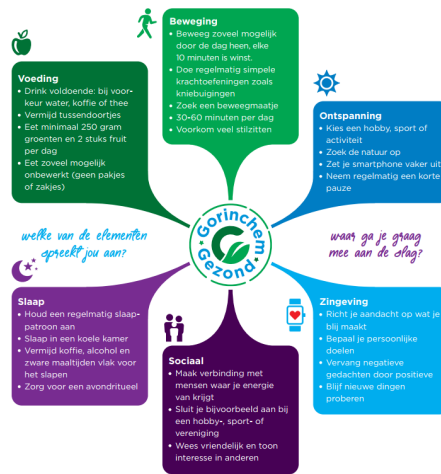 Beweging
• Beweeg zoveel mogelijk
door de dag heen, elke
10 minuten is winst.
• Doe regelmatig simpele
krachtoefeningen zoals
kniebuigingen
• Zoek een beweegmaatje
• 30-60 minuten per dag
• Voorkom veel stilzitten
Voeding
• Drink voldoende: bij voor-
keur water, koffie of thee
• Vermijd tussendoortjes
• Eet minimaal 250 gram
groenten en 2 stuks fruit
per dag
• Eet zoveel mogelijk
onbewerkt (geen pakjes
of zakjes)
Ontspanning
• Kies een hobby, sport of
activiteit
• Zoek de natuur op
• Zet je smartphone vaker uit
• Neem regelmatig een korte
pauze
welke van de elementen
spreekt jou aan?
Gorinchem
Gezond
waar ga je graag
mee aan de slag?
Slaap
• Houd een regelmatig slaap-
patroon aan
• Slaap in een koele kamer
• Vermijd koffie, alcohol en
zware maaltijden vlak voor
het slapen
• Zorg voor een avondritueel
Sociaal
• Maak verbinding met
mensen waar je energie
van krijgt
• Sluit je bijvoorbeeld aan bij
een hobby-, sport- of
vereniging
• Wees vriendelijk en toon
interesse in anderen
Zingeving
• Richt je aandacht op wat je
blij maakt
• Bepaal je persoonlijke
doelen
• Vervang negatieve
gedachten door positieve
• Blijf nieuwe dingen
proberen